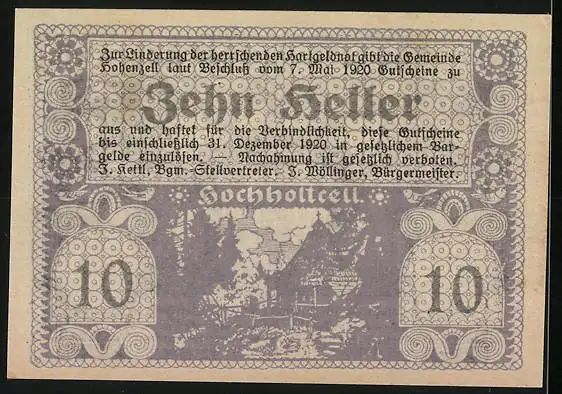 Zur Linderung der herrschenden Hartgeldnot gibt die Gemeinde
Hohenzell laut Beschluß vom 7. Mai 1920 Gutscheine zu
Zehn Heller
aus und haftet für die Verbindlichkeit, diese Gutscheine
bis einschließlich 31. Dezember 1920 in gesetzlichem Bar-
gelde einzulösen. — Nachahmung ist gesetzlich verboten.
J. Kettl, Bgm.-Stellvertreter. J. Wöllinger, Bürgermeister.
Hochholtcell.
10 10